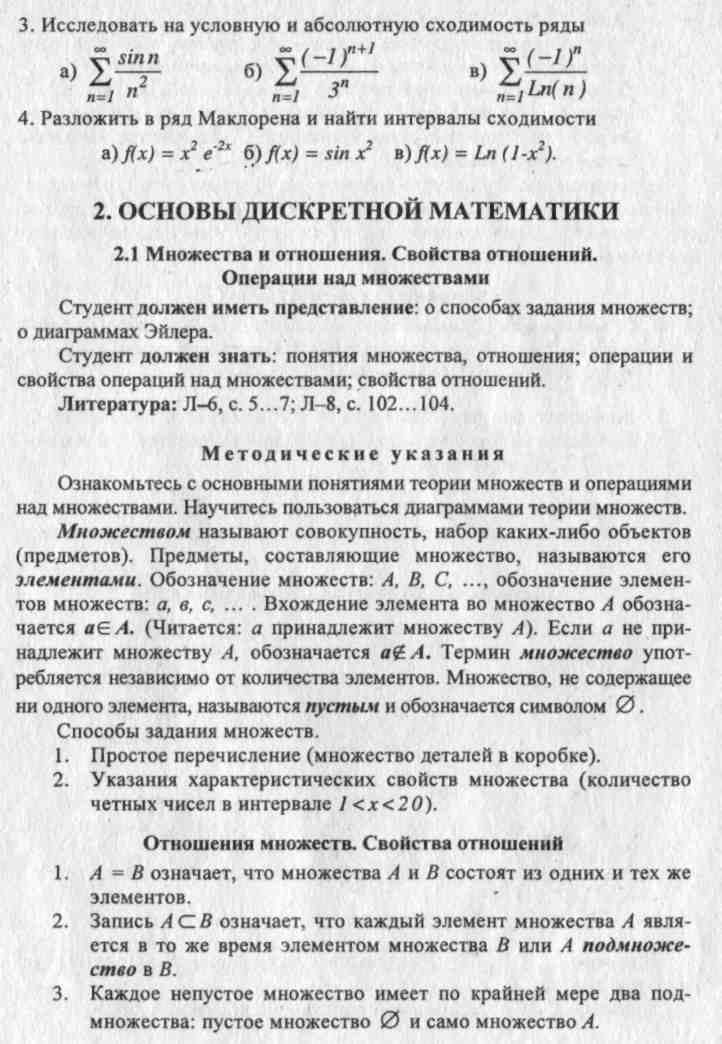 3. Исследовать на условную и абсолютную сходимость ряды
а) ∑_{n=1}^{∞} sin n / n²  б) ∑_{n=1}^{∞} (-1)^{n+1} / 3ⁿ  в) ∑_{n=1}^{∞} (-1)ⁿ / Ln(n)
4. Разложить в ряд Маклорена и найти интервалы сходимости
а) f(x) = x² e^{-2x}  б) f(x) = sin x²  в) f(x) = Ln (1-x²).
2. ОСНОВЫ ДИСКРЕТНОЙ МАТЕМАТИКИ
2.1 Множества и отношения. Свойства отношений.
Операции над множествами
Студент должен иметь представление: о способах задания множеств;
о диаграммах Эйлера.
Студент должен знать: понятия множества, отношения; операции и
свойства операций над множествами; свойства отношений.
Литература: Л–6, с. 5…7; Л–8, с. 102…104.
Методические указания
Ознакомьтесь с основными понятиями теории множеств и операциями
над множествами. Научитесь пользоваться диаграммами теории множеств.
Множеством называют совокупность, набор каких-либо объектов
(предметов). Предметы, составляющие множество, называются его
элементами. Обозначение множеств: A, B, C, …, обозначение элемен-
тов множеств: а, в, с, … . Вхождение элемента во множество А обозна-
чается а∈A. (Читается: а принадлежит множеству А). Если а не при-
надлежит множеству А, обозначается а∉A. Термин множество упот-
ребляется независимо от количества элементов. Множество, не содержащее
ни одного элемента, называются пустым и обозначается символом ∅.
Способы задания множеств.
1. Простое перечисление (множество деталей в коробке).
2. Указания характеристических свойств множества (количество
четных чисел в интервале 1<x<20).
Отношения множеств. Свойства отношений
1. A = B означает, что множества А и В состоят из одних и тех же
элементов.
2. Запись A⊂B означает, что каждый элемент множества А явля-
ется в то же время элементом множества В или А подмноже-
ство в В.
3. Каждое непустое множество имеет по крайней мере два под-
множества: пустое множество ∅ и само множество А.